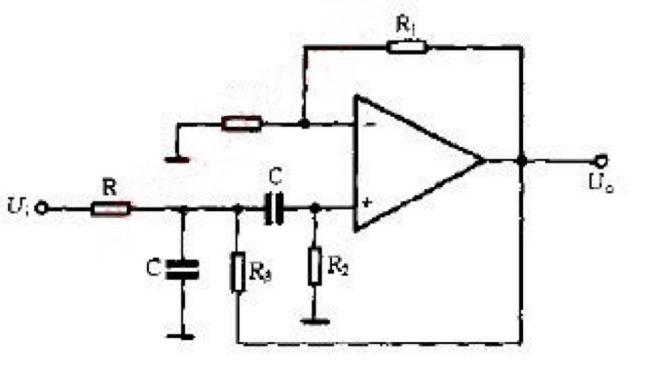 R₁
−
C
R
Uᵢ
+
Uₒ
C
R₃
R₂